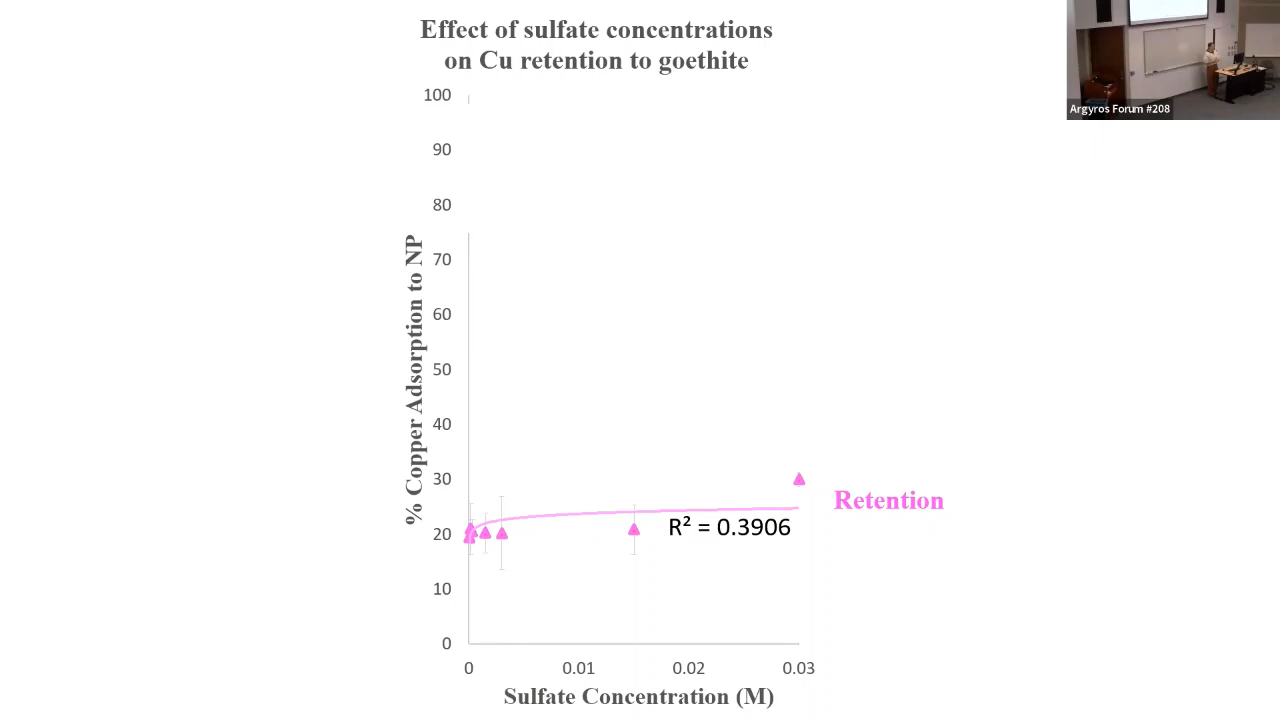 Effect of sulfate concentrations
on Cu retention to goethite
Argyros Forum #208
% Copper Adsorption to NP
100
90
80
70
60
50
40
30
20
10
0
Retention
R² = 0.3906
0 0.01 0.02 0.03
Sulfate Concentration (M)